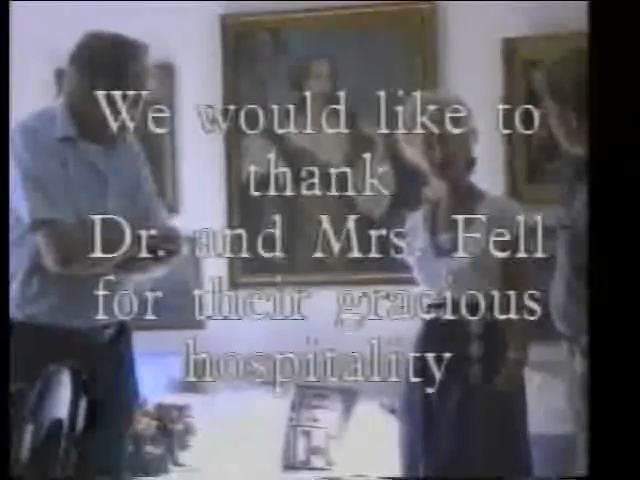 We would like to
thank
Dr. and Mrs. Fell
for their gracious
hospitality